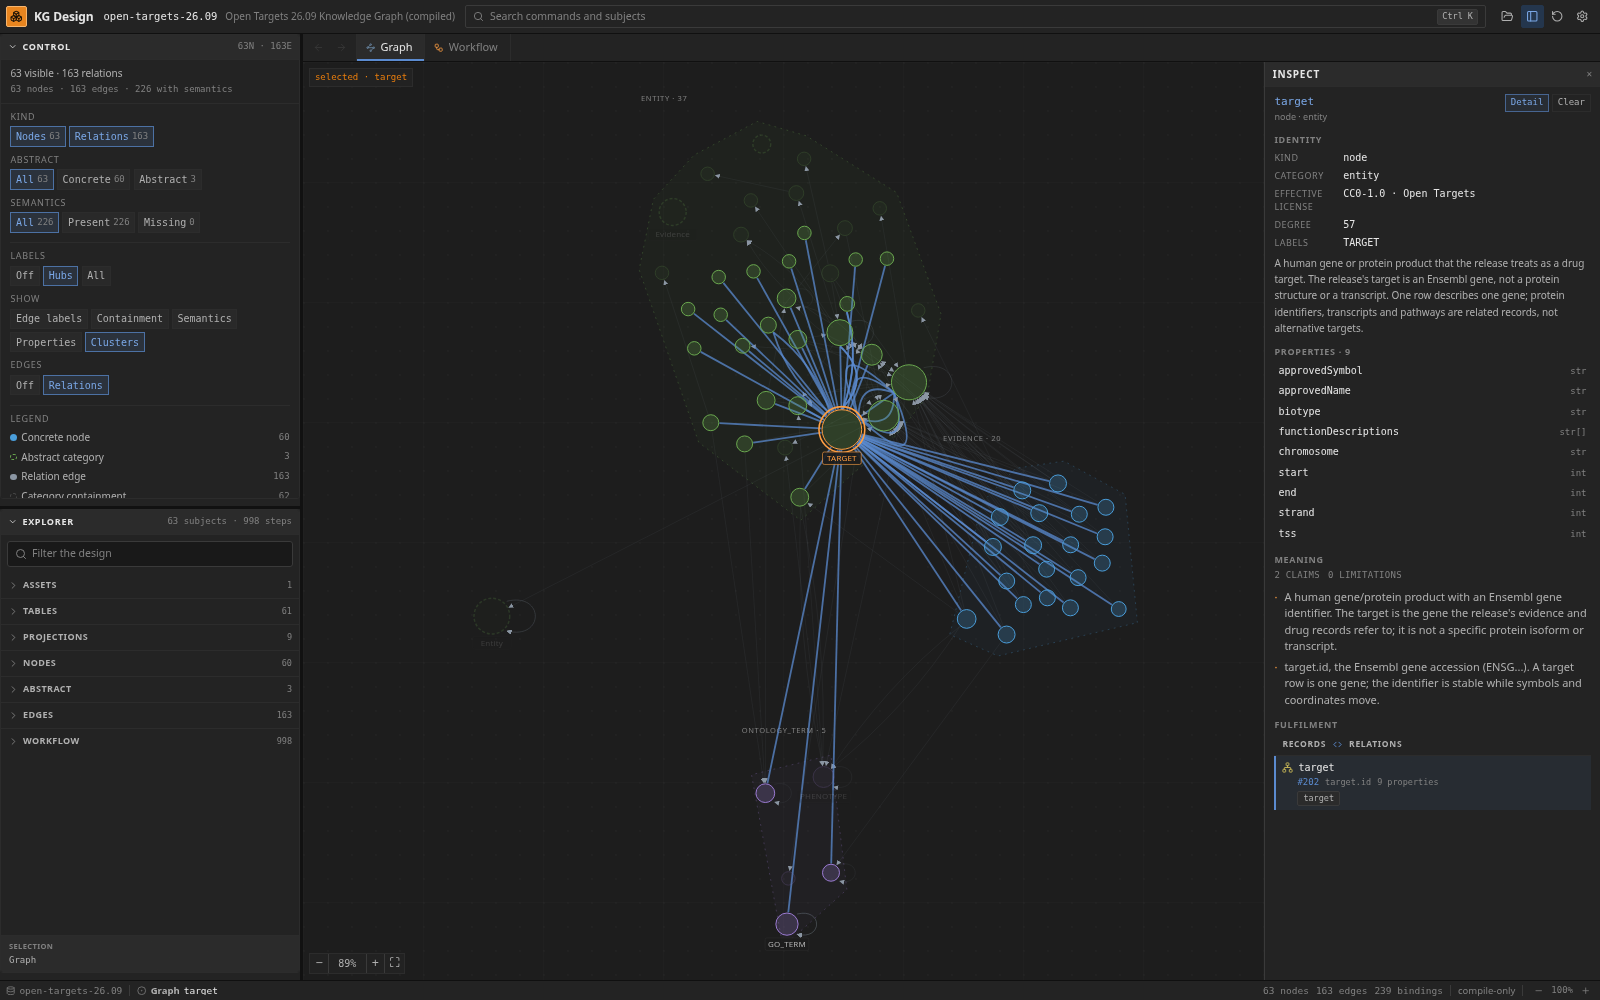 KG Design open-targets-26.09 Open Targets 26.09 Knowledge Graph (compiled)
Search commands and subjects Ctrl K
CONTROL 63N · 163E
63 visible · 163 relations
63 nodes · 163 edges · 226 with semantics
KIND
Nodes 63 Relations 163
ABSTRACT
All 63 Concrete 60 Abstract 3
SEMANTICS
All 226 Present 226 Missing 0
LABELS
Off Hubs All
SHOW
Edge labels Containment Semantics
Properties Clusters
EDGES
Off Relations
LEGEND
Concrete node 60
Abstract category 3
Relation edge 163
Category containment 62
EXPLORER 63 subjects · 998 steps
Filter the design
ASSETS 1
TABLES 61
PROJECTIONS 9
NODES 60
ABSTRACT 3
EDGES 163
WORKFLOW 998
SELECTION
Graph
Graph Workflow
selected · target
ENTITY · 37
Evidence
EVIDENCE · 20
TARGET
Entity
ONTOLOGY_TERM · 5
PHENOTYPE
GO_TERM
− 89% +
INSPECT ×
target Detail Clear
node · entity
IDENTITY
KIND node
CATEGORY entity
EFFECTIVE LICENSE CC0-1.0 · Open Targets
DEGREE 57
LABELS TARGET
A human gene or protein product that the release treats as a drug
target. The release's target is an Ensembl gene, not a protein
structure or a transcript. One row describes one gene; protein
identifiers, transcripts and pathways are related records, not
alternative targets.
PROPERTIES · 9
approvedSymbol str
approvedName str
biotype str
functionDescriptions str[]
chromosome str
start int
end int
strand int
tss int
MEANING
2 CLAIMS 0 LIMITATIONS
· A human gene/protein product with an Ensembl gene
identifier. The target is the gene the release's evidence and
drug records refer to; it is not a specific protein isoform or
transcript.
· target.id, the Ensembl gene accession (ENSG…). A target
row is one gene; the identifier is stable while symbols and
coordinates move.
FULFILMENT
RECORDS <> RELATIONS
target
#202 target.id 9 properties
target
open-targets-26.09 Graph target
63 nodes 163 edges 239 bindings compile-only − 100% +